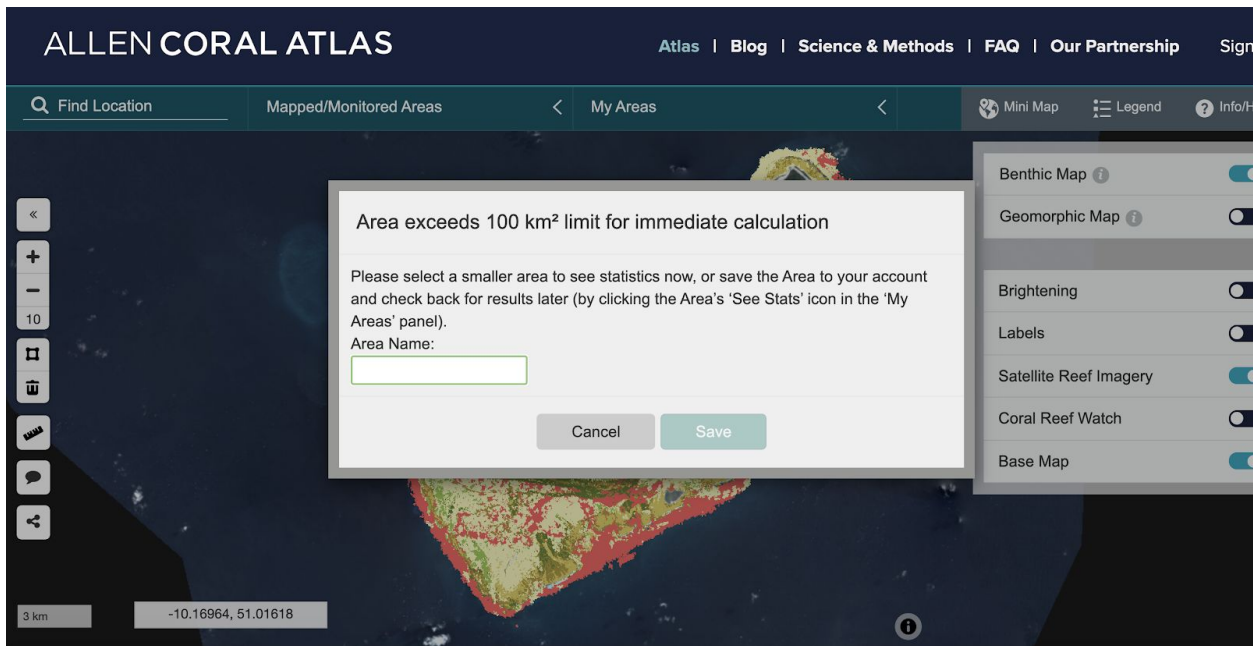 ALLEN CORAL ATLAS
Atlas | Blog | Science & Methods | FAQ | Our Partnership Sign
Find Location Mapped/Monitored Areas My Areas Mini Map Legend Info/H
Benthic Map
Geomorphic Map
Area exceeds 100 km² limit for immediate calculation
Please select a smaller area to see statistics now, or save the Area to your account
and check back for results later (by clicking the Area's 'See Stats' icon in the 'My
Areas' panel).
Area Name:
Cancel Save
Brightening
Labels
Satellite Reef Imagery
Coral Reef Watch
Base Map
10
3 km
-10.16964, 51.01618